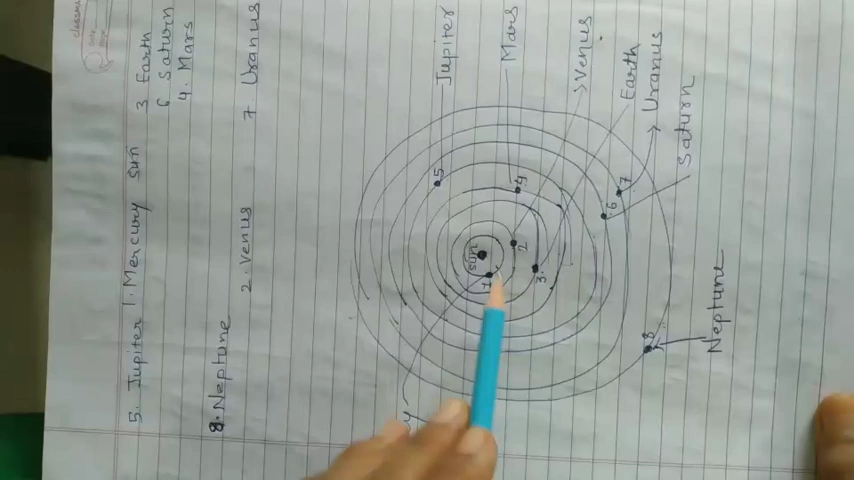 5. Jupiter 1. Mercury Sun 3 Earth
6 Saturn
4. Mars
8. Neptune
2. Venus 7 Uranus
5
Jupiter
Sun
1
Mars
4
2
3
Venus
6
7
Earth
Uranus
8
Saturn
Neptune